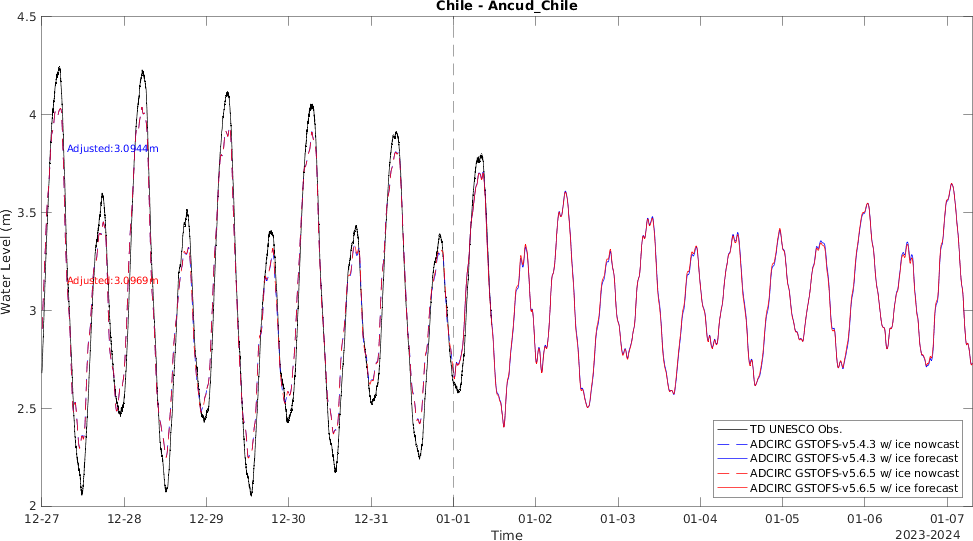 Chile - Ancud_Chile
4.5
4
3.5
3
2.5
2
Water Level (m)
Adjusted:3.0944m
Adjusted:3.0969m
TD UNESCO Obs.
ADCIRC GSTOFS-v5.4.3 w/ ice nowcast
ADCIRC GSTOFS-v5.4.3 w/ ice forecast
ADCIRC GSTOFS-v5.6.5 w/ ice nowcast
ADCIRC GSTOFS-v5.6.5 w/ ice forecast
12-27 12-28 12-29 12-30 12-31 01-01 01-02 01-03 01-04 01-05 01-06 01-07
Time
2023-2024